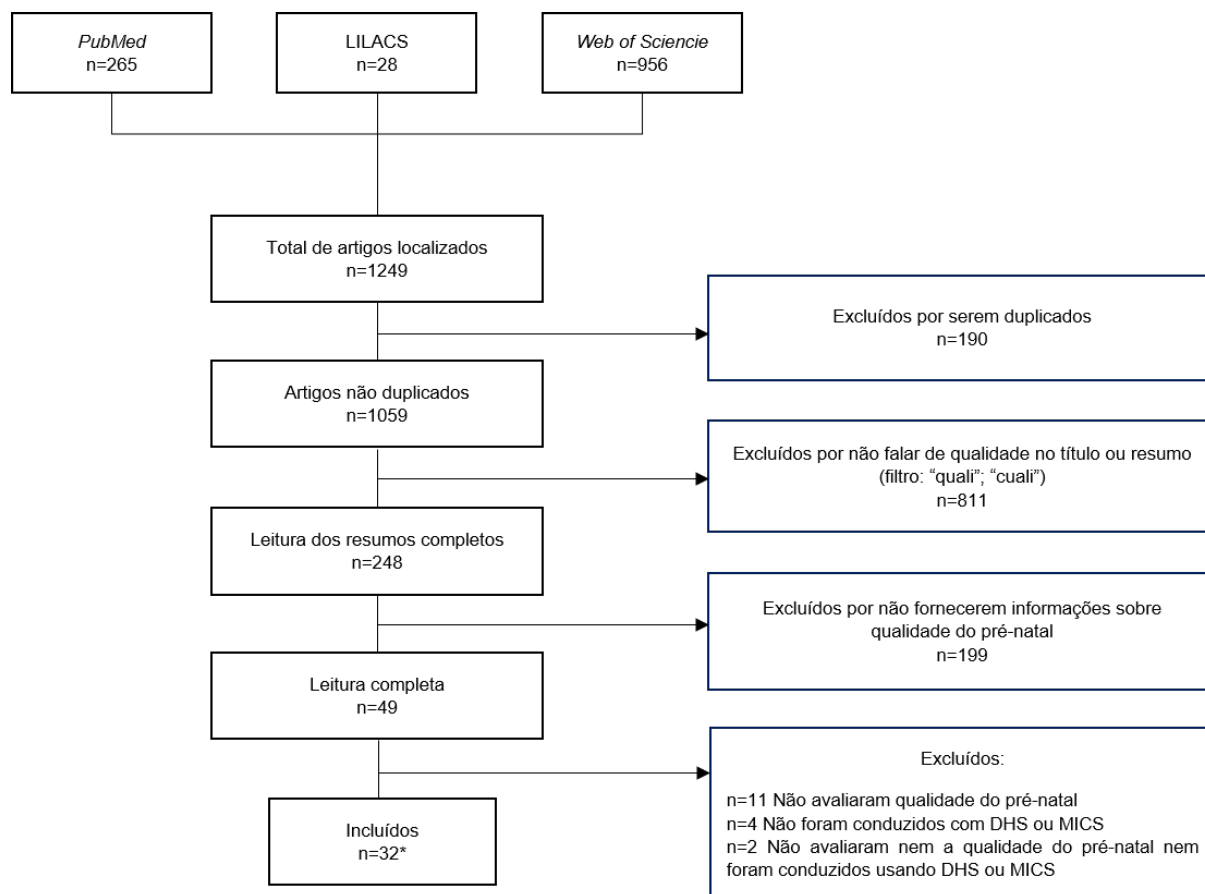 PubMed
n=265
LILACS
n=28
Web of Sciencie
n=956
Total de artigos localizados
n=1249
Excluídos por serem duplicados
n=190
Artigos não duplicados
n=1059
Excluídos por não falar de qualidade no título ou resumo
(filtro: “quali”; “cuali”)
n=811
Leitura dos resumos completos
n=248
Excluídos por não fornecerem informações sobre
qualidade do pré-natal
n=199
Leitura completa
n=49
Excluídos:
n=11 Não avaliaram qualidade do pré-natal
n=4 Não foram conduzidos com DHS ou MICS
n=2 Não avaliaram nem a qualidade do pré-natal nem
foram conduzidos usando DHS ou MICS
Incluídos
n=32*